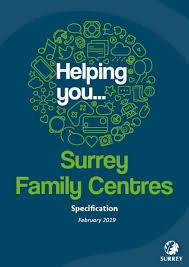 Helping
you...
Surrey
Family Centres
Specification
February 2019
SURREY